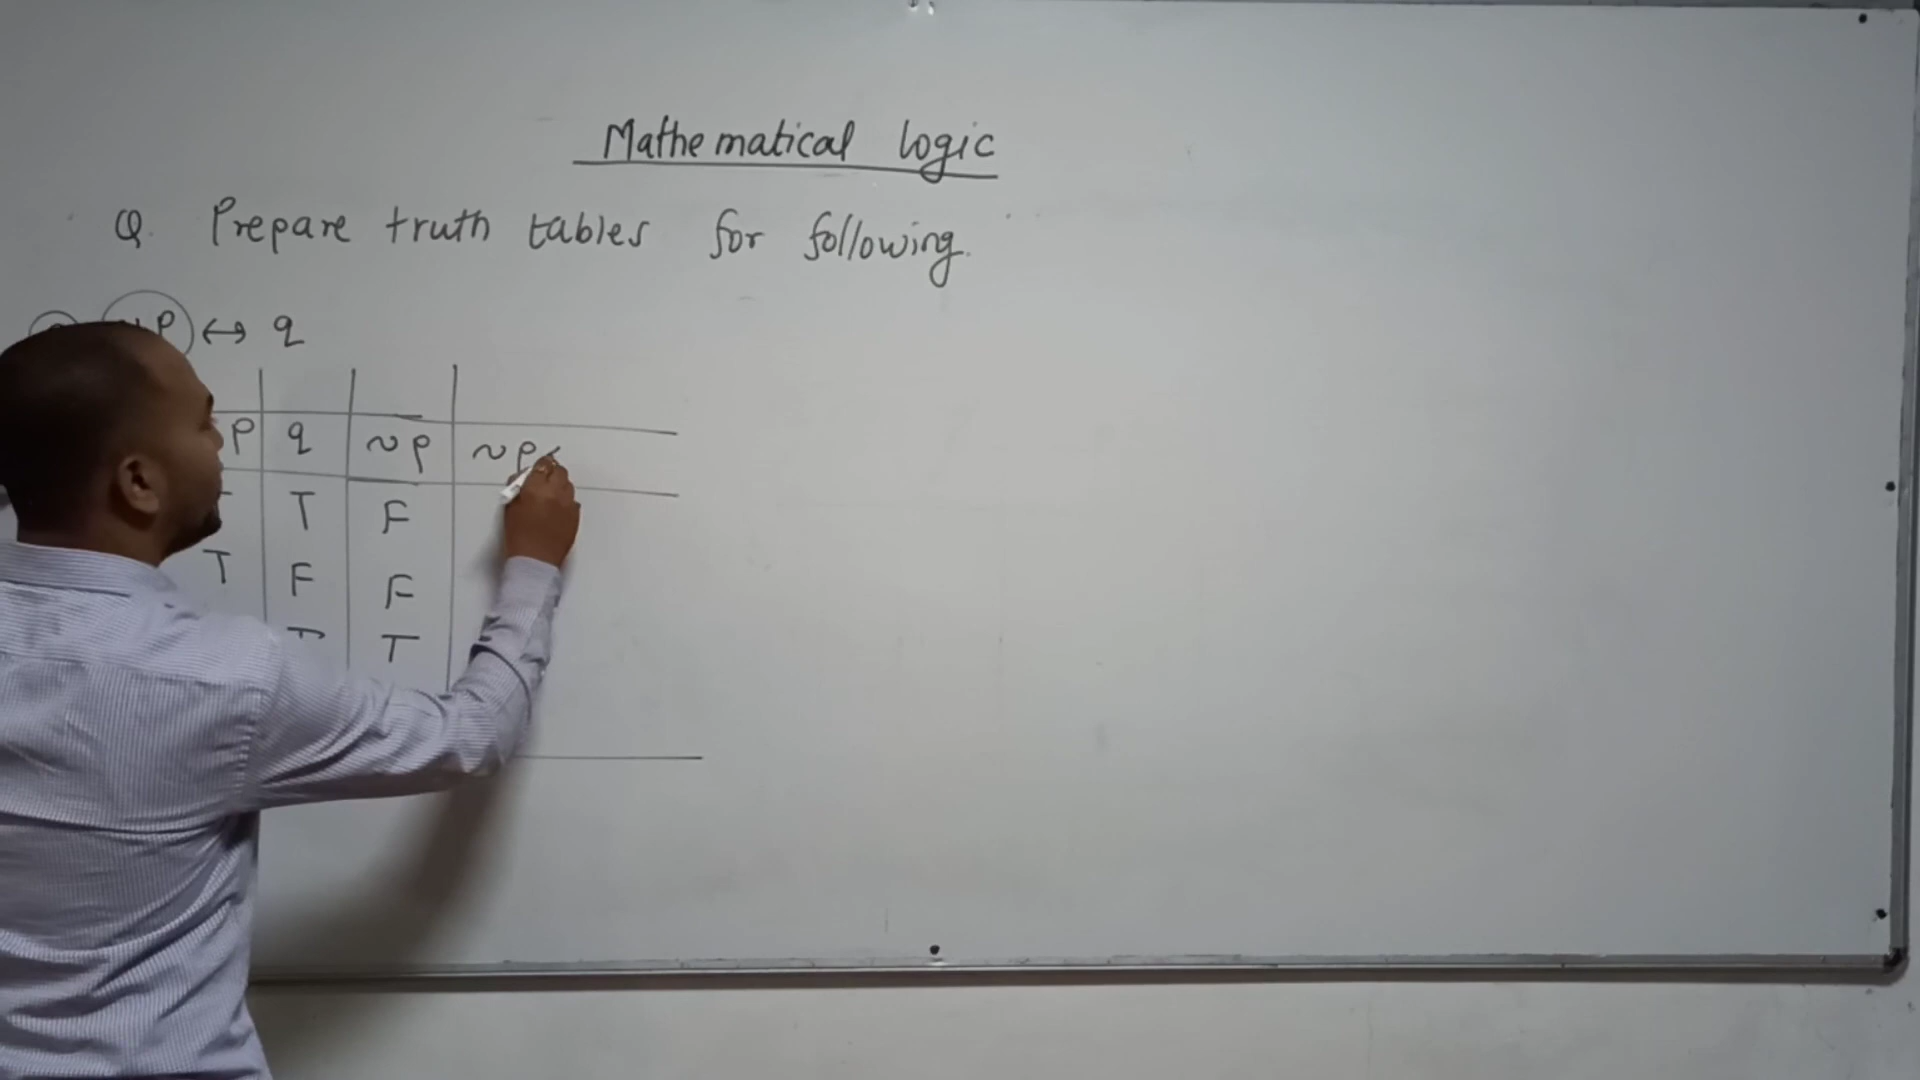 Mathematical logic
Q. Prepare truth tables for following.
P) ↔ q
P q ~p ~p
T F
T F F
T